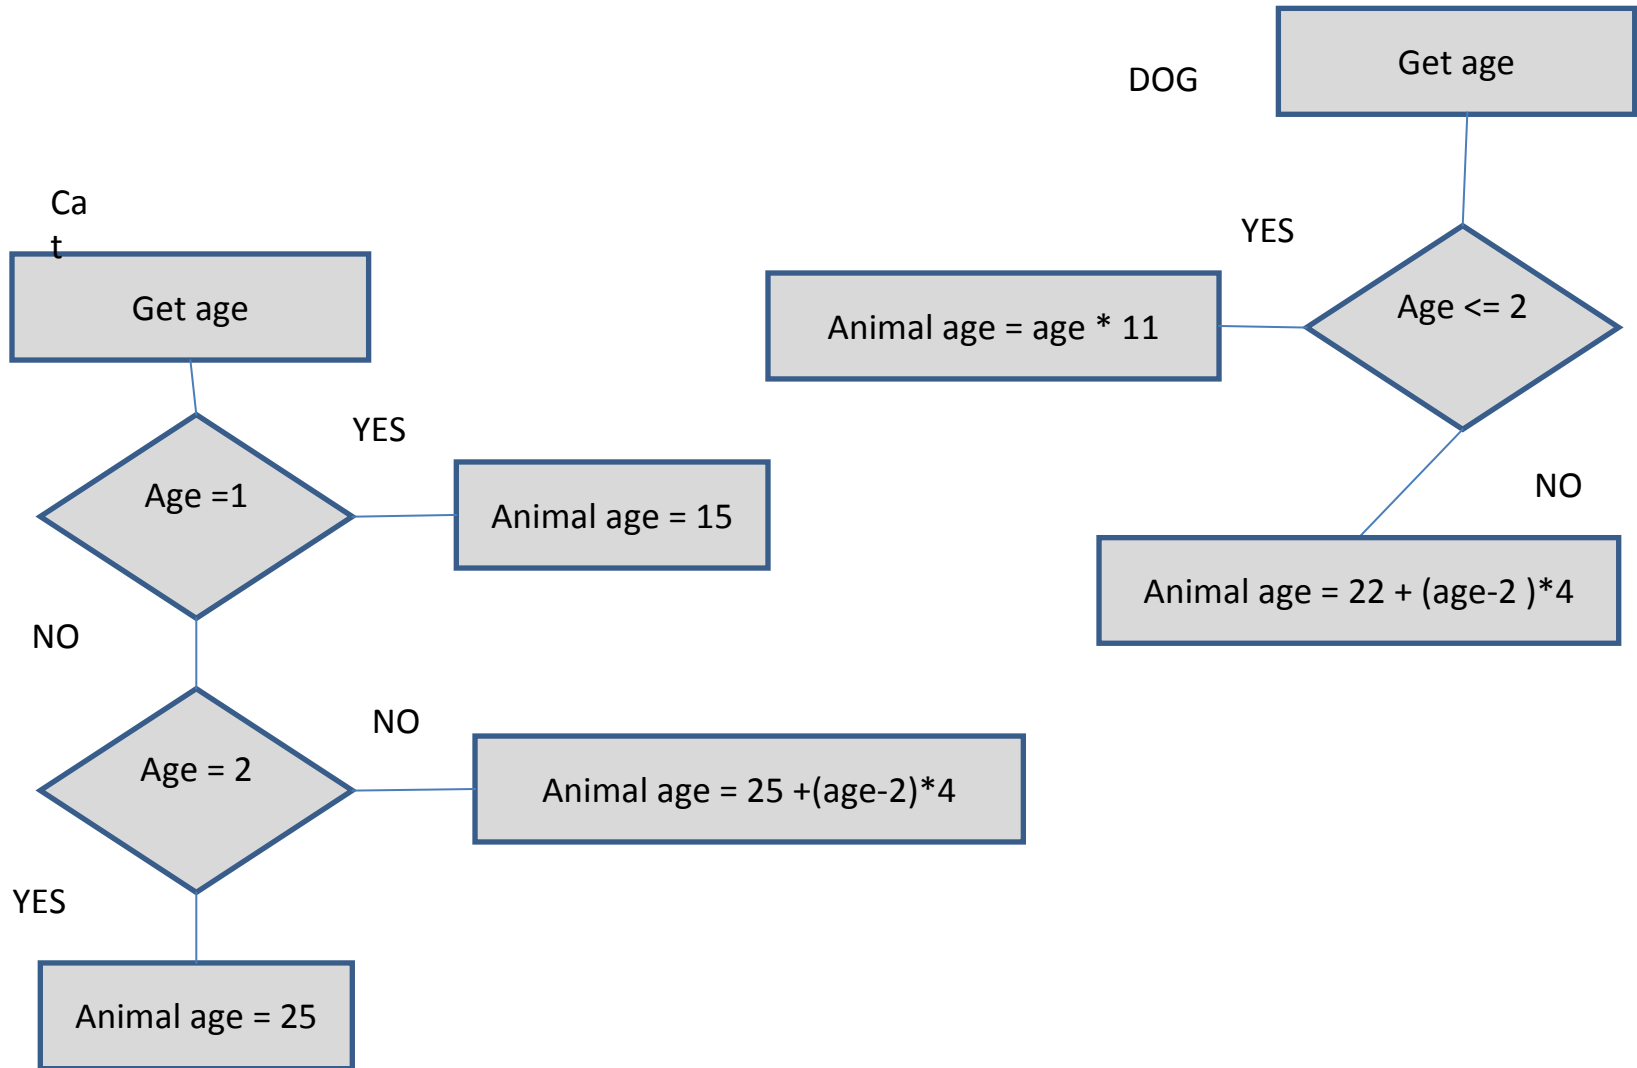 Ca
t
Get age
Age =1
YES
Animal age = 15
NO
Age = 2
NO
Animal age = 25 +(age-2)*4
YES
Animal age = 25
DOG
Get age
Age <= 2
YES
Animal age = age * 11
NO
Animal age = 22 + (age-2 )*4